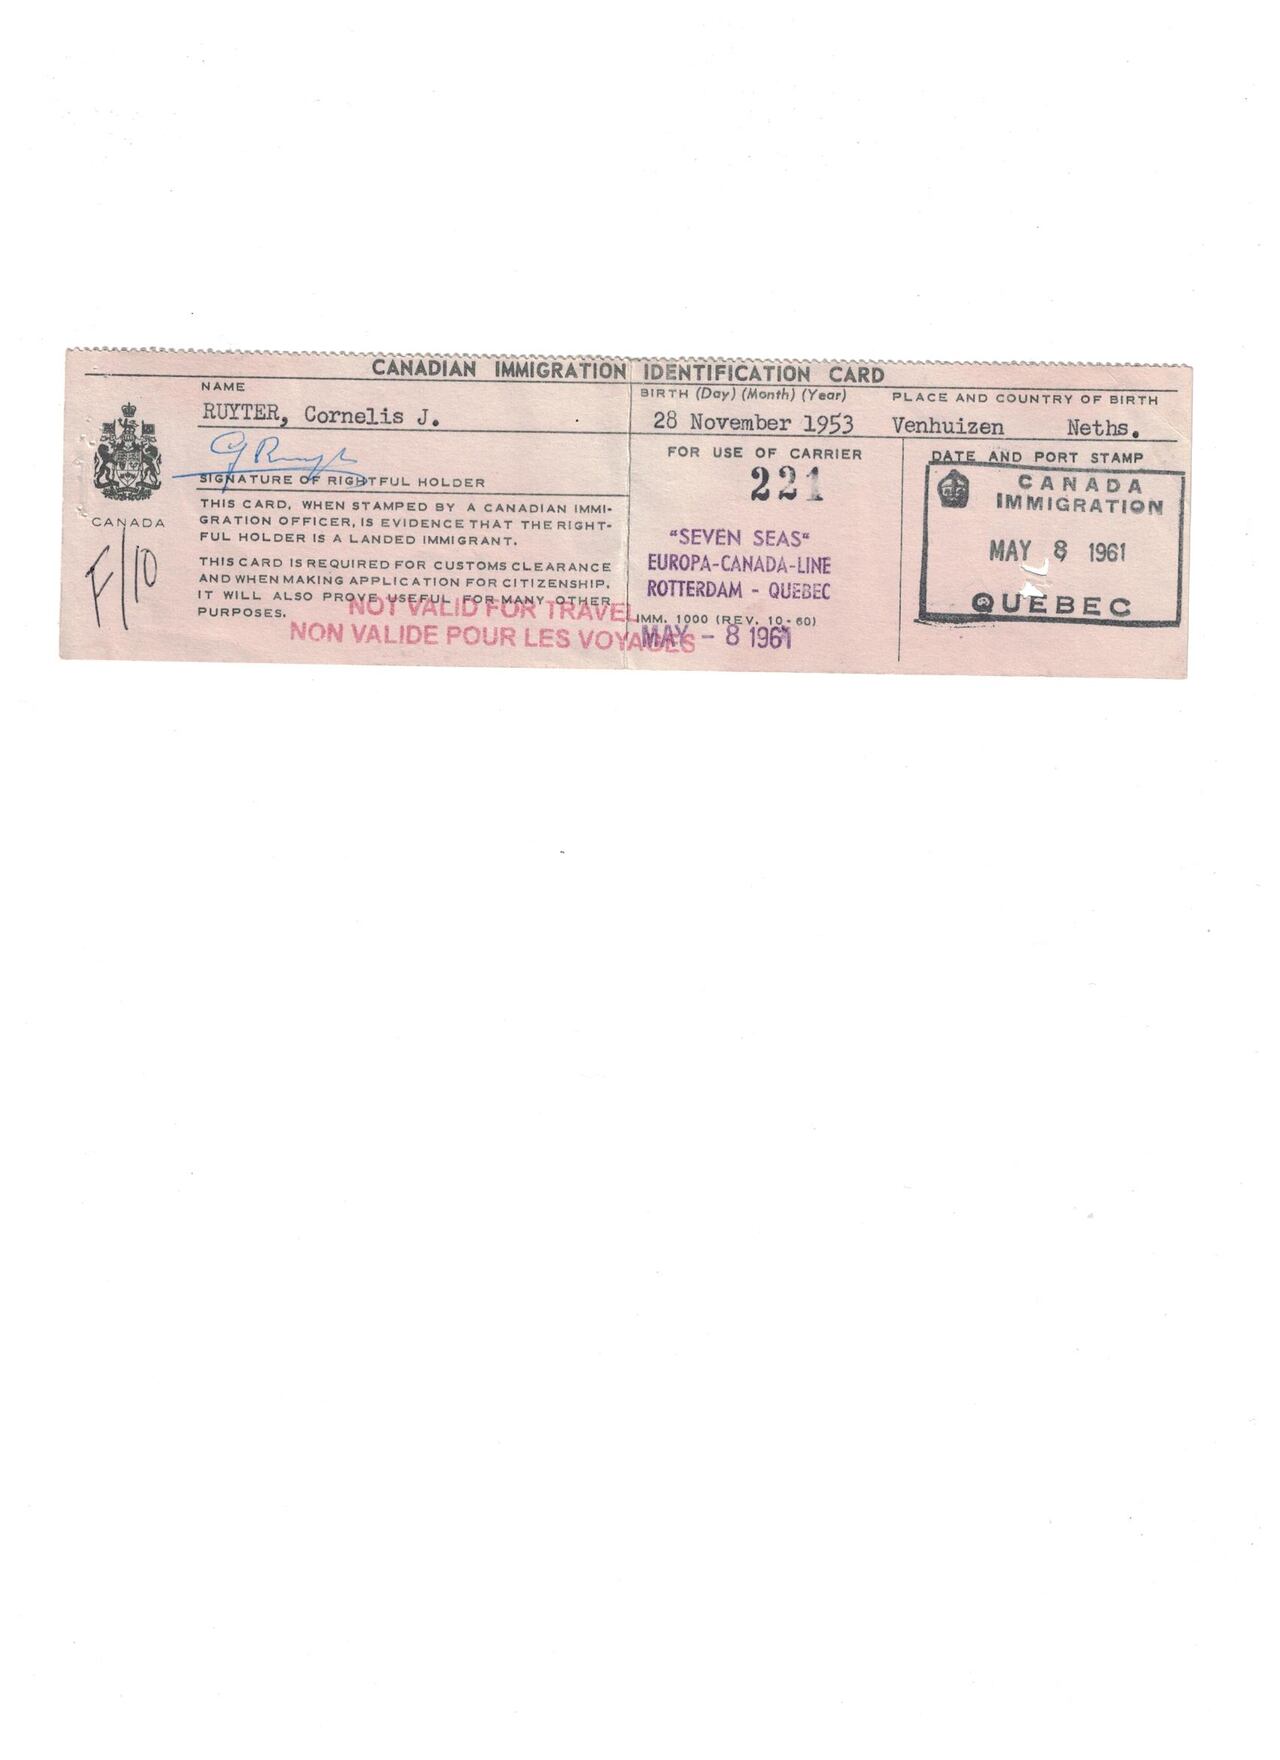 CANADIAN IMMIGRATION IDENTIFICATION CARD
NAME
RUYTER, Cornelis J.
SIGNATURE OF RIGHTFUL HOLDER
CANADA
F/10
THIS CARD, WHEN STAMPED BY A CANADIAN IMMI-
GRATION OFFICER, IS EVIDENCE THAT THE RIGHT-
FUL HOLDER IS A LANDED IMMIGRANT.
THIS CARD IS REQUIRED FOR CUSTOMS CLEARANCE
AND WHEN MAKING APPLICATION FOR CITIZENSHIP.
IT WILL ALSO PROVE USEFUL FOR MANY OTHER
PURPOSES.
NOT VALID FOR TRAVEL
NON VALIDE POUR LES VOYAGES
BIRTH (Day) (Month) (Year)
28 November 1953
PLACE AND COUNTRY OF BIRTH
Venhuizen Neths.
FOR USE OF CARRIER
221
"SEVEN SEAS"
EUROPA-CANADA-LINE
ROTTERDAM - QUEBEC
IMM. 1000 (REV. 10-60)
MAY - 8 1961
DATE AND PORT STAMP
CANADA
IMMIGRATION
MAY 8 1961
QUEBEC